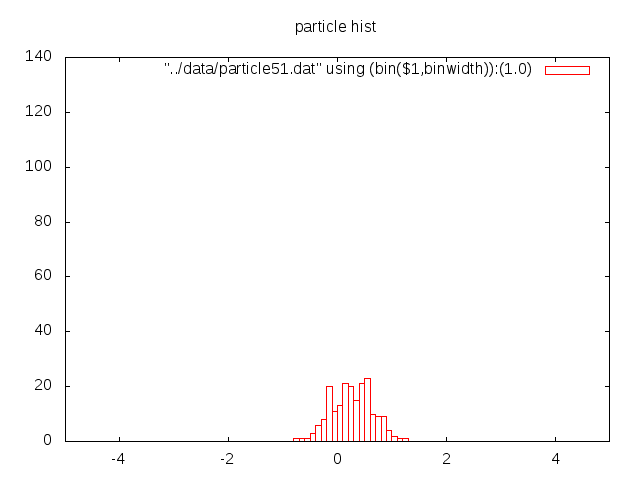 particle hist
"../data/particle51.dat" using (bin($1,binwidth)):(1.0)
140
120
100
80
60
40
20
0
-4 -2 0 2 4